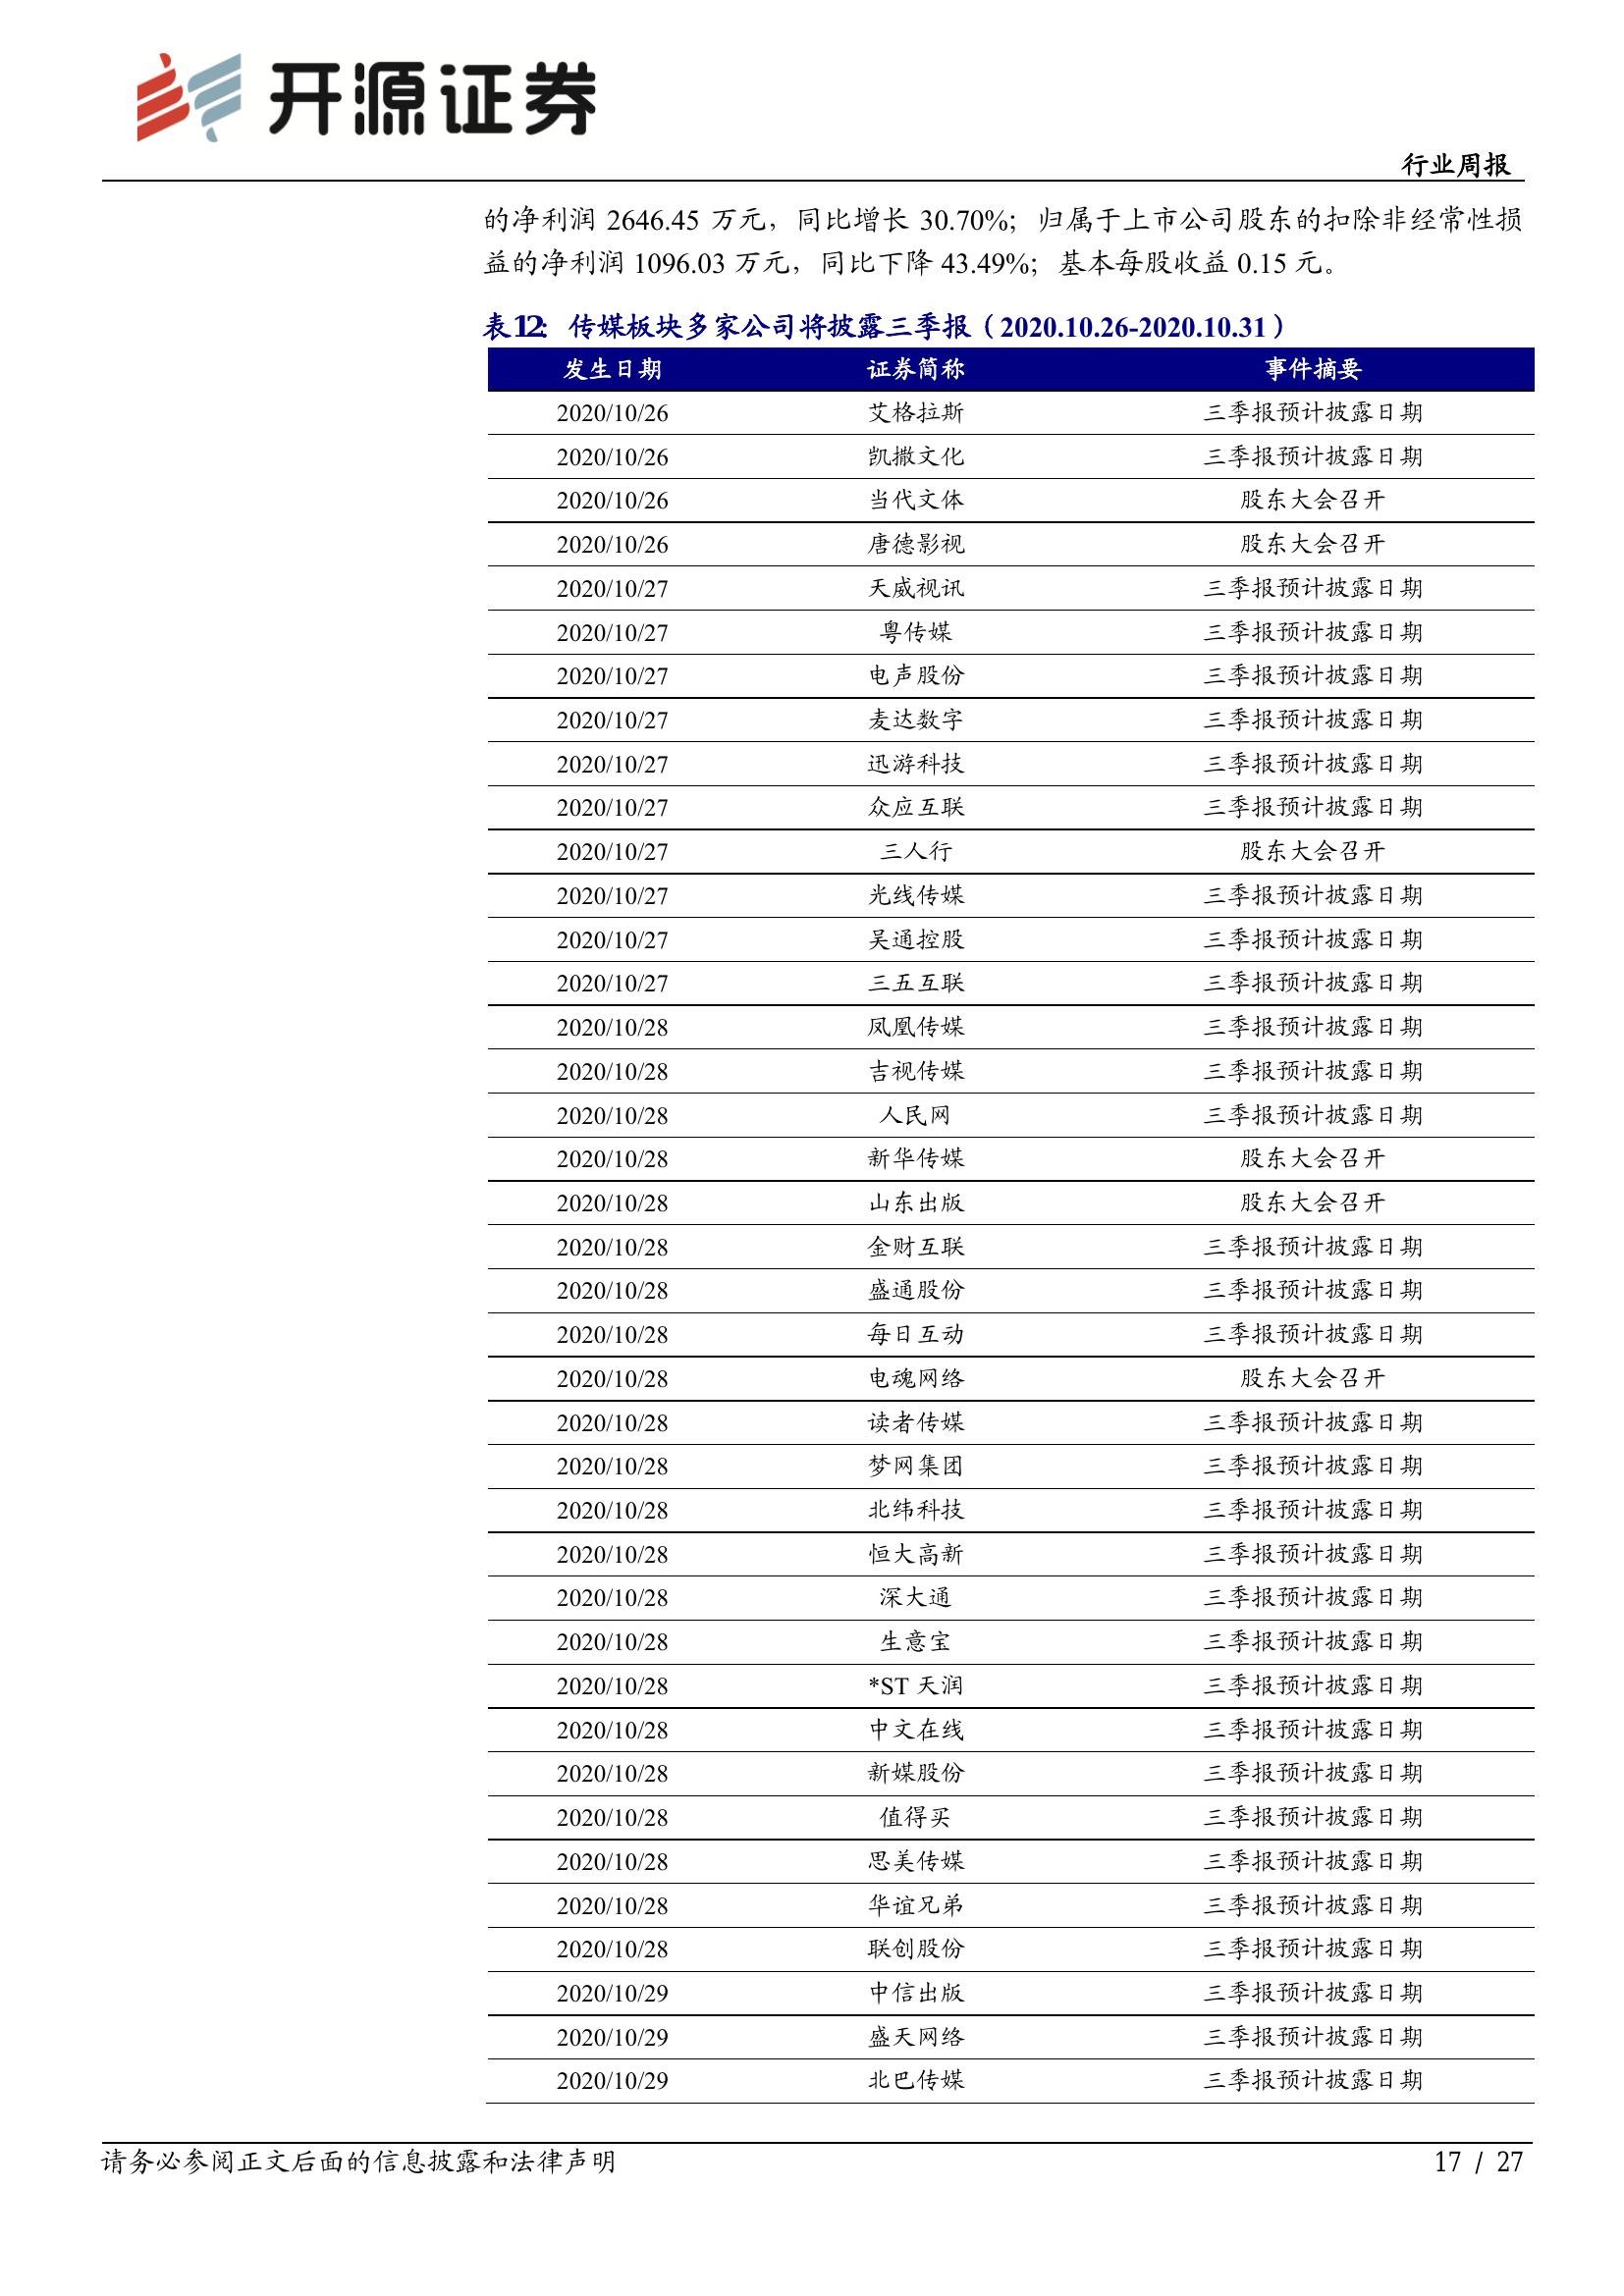 开源证券
行业周报
的净利润 2646.45 万元，同比增长 30.70%；归属于上市公司股东的扣除非经常性损
益的净利润 1096.03 万元，同比下降 43.49%；基本每股收益 0.15 元。
表12: 传媒板块多家公司将披露三季报（2020.10.26-2020.10.31）
发生日期 证券简称 事件摘要
2020/10/26 艾格拉斯 三季报预计披露日期
2020/10/26 凯撒文化 三季报预计披露日期
2020/10/26 当代文体 股东大会召开
2020/10/26 唐德影视 股东大会召开
2020/10/27 天威视讯 三季报预计披露日期
2020/10/27 粤传媒 三季报预计披露日期
2020/10/27 电声股份 三季报预计披露日期
2020/10/27 麦达数字 三季报预计披露日期
2020/10/27 迅游科技 三季报预计披露日期
2020/10/27 众应互联 三季报预计披露日期
2020/10/27 三人行 股东大会召开
2020/10/27 光线传媒 三季报预计披露日期
2020/10/27 吴通控股 三季报预计披露日期
2020/10/27 三五互联 三季报预计披露日期
2020/10/28 凤凰传媒 三季报预计披露日期
2020/10/28 吉视传媒 三季报预计披露日期
2020/10/28 人民网 三季报预计披露日期
2020/10/28 新华传媒 股东大会召开
2020/10/28 山东出版 股东大会召开
2020/10/28 金财互联 三季报预计披露日期
2020/10/28 盛通股份 三季报预计披露日期
2020/10/28 每日互动 三季报预计披露日期
2020/10/28 电魂网络 股东大会召开
2020/10/28 读者传媒 三季报预计披露日期
2020/10/28 梦网集团 三季报预计披露日期
2020/10/28 北纬科技 三季报预计披露日期
2020/10/28 恒大高新 三季报预计披露日期
2020/10/28 深大通 三季报预计披露日期
2020/10/28 生意宝 三季报预计披露日期
2020/10/28 *ST 天润 三季报预计披露日期
2020/10/28 中文在线 三季报预计披露日期
2020/10/28 新媒股份 三季报预计披露日期
2020/10/28 值得买 三季报预计披露日期
2020/10/28 思美传媒 三季报预计披露日期
2020/10/28 华谊兄弟 三季报预计披露日期
2020/10/28 联创股份 三季报预计披露日期
2020/10/29 中信出版 三季报预计披露日期
2020/10/29 盛天网络 三季报预计披露日期
2020/10/29 北巴传媒 三季报预计披露日期
请务必参阅正文后面的信息披露和法律声明 17 / 27